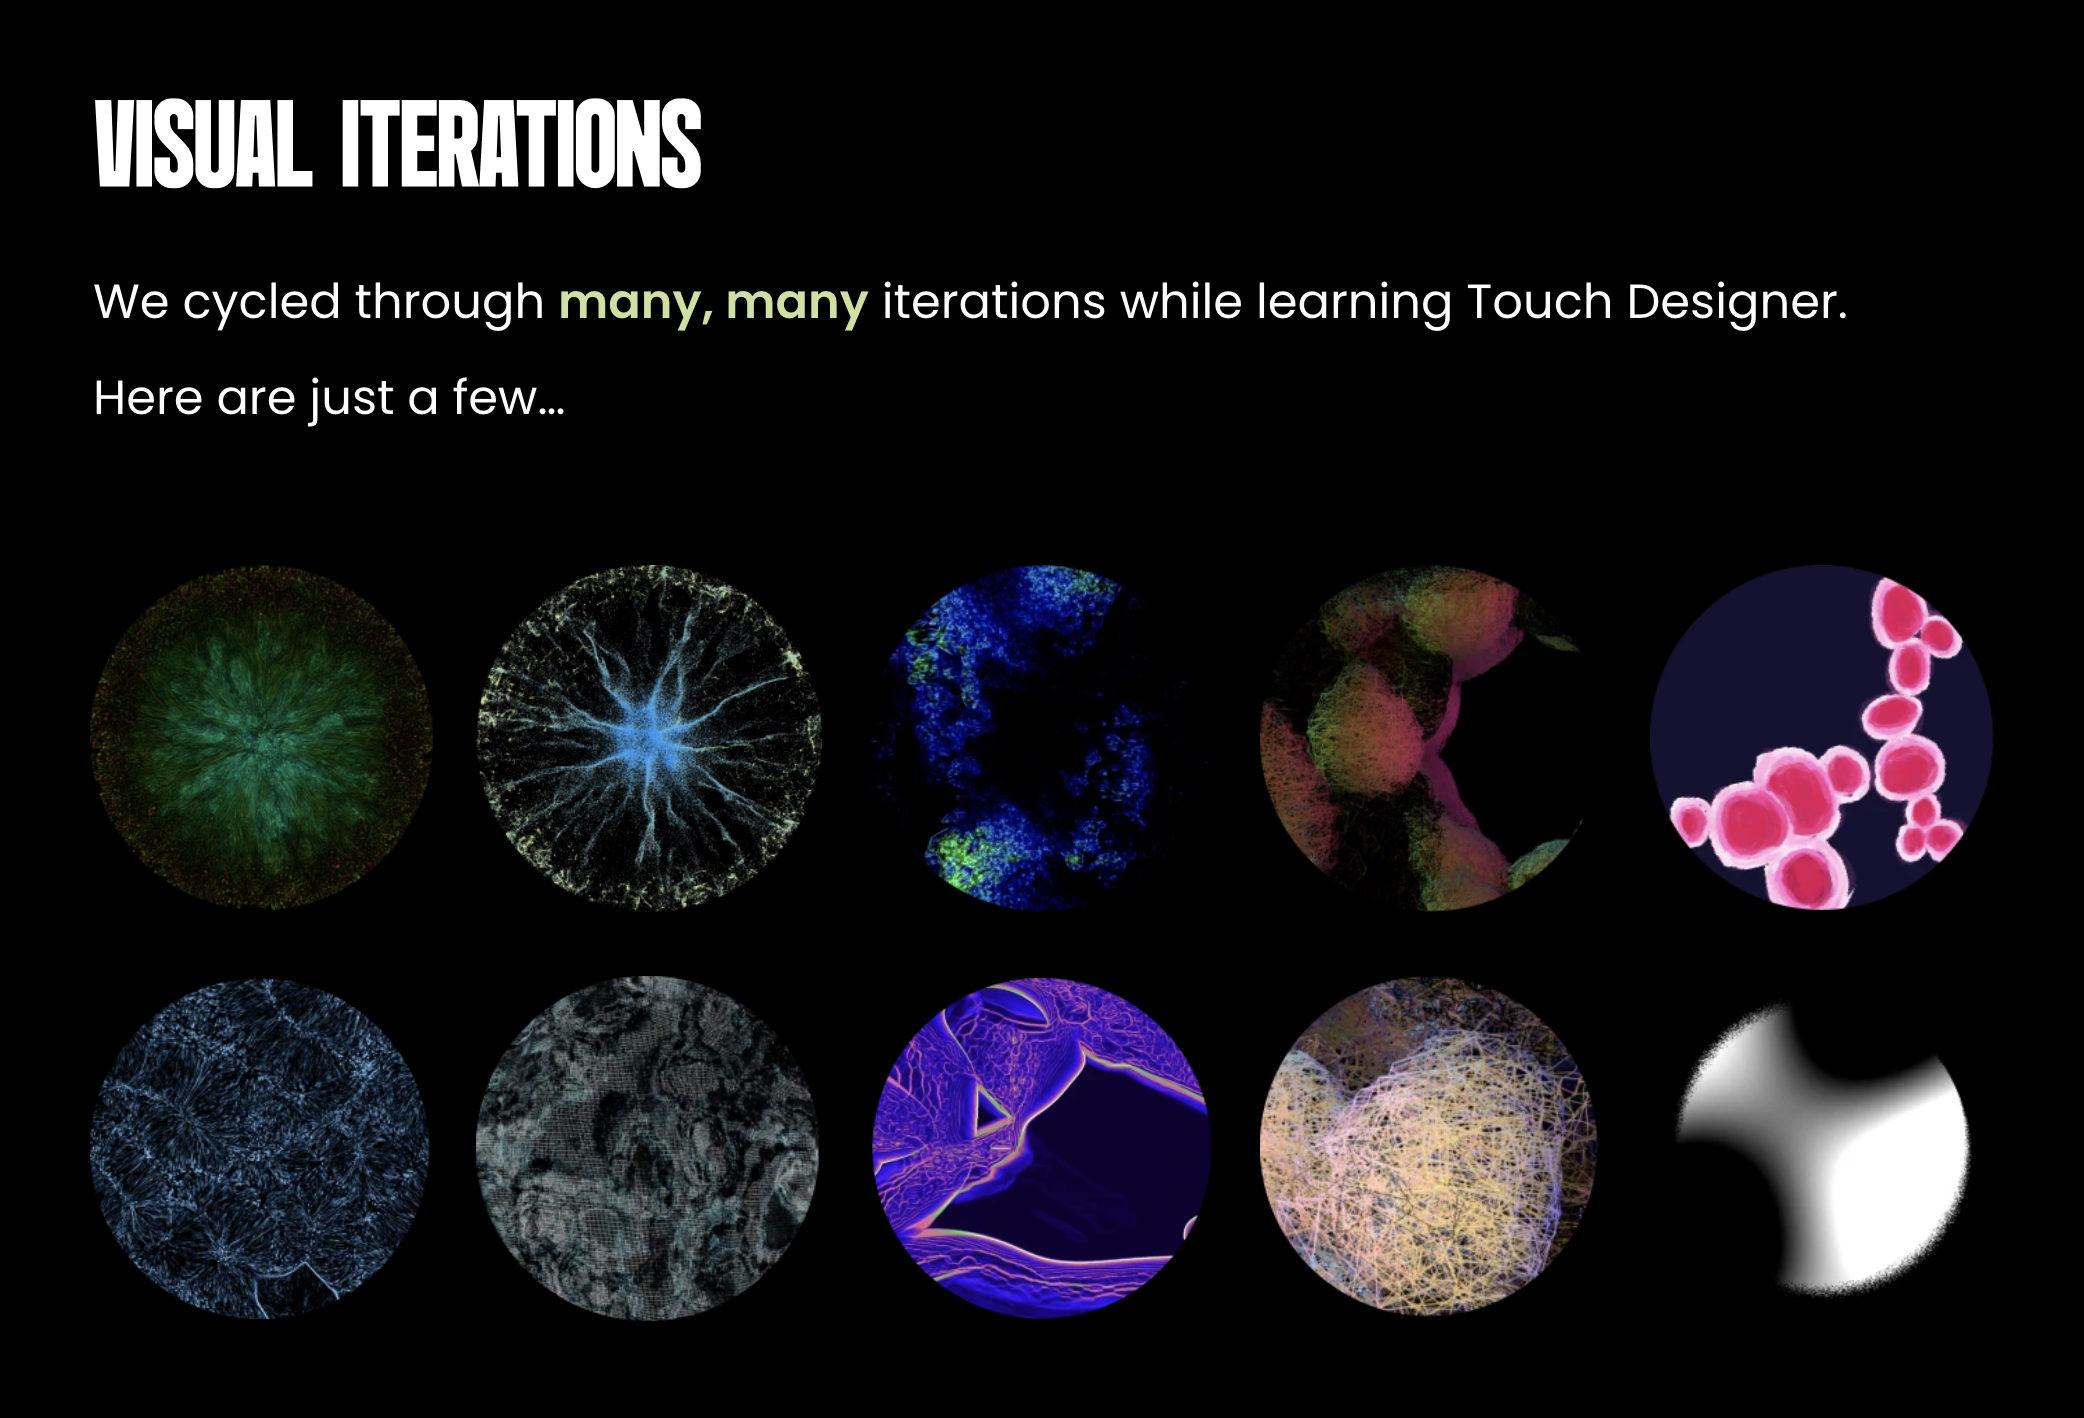 VISUAL ITERATIONS
We cycled through many, many iterations while learning Touch Designer.
Here are just a few...